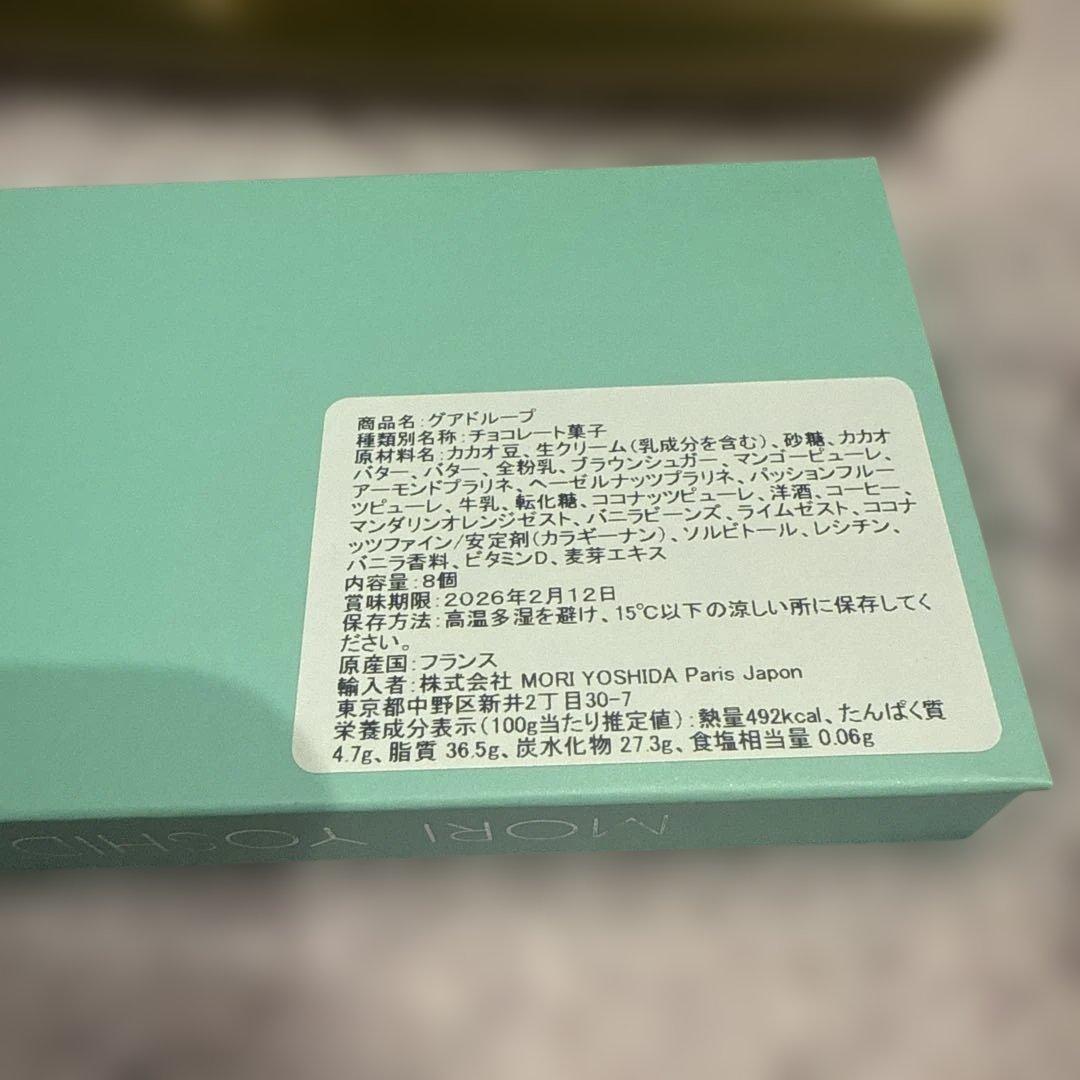 商品名：グアドループ
種類別名称：チョコレート菓子
原材料名：カカオ豆、生クリーム（乳成分を含む）、砂糖、カカオ
バター、バター、全粉乳、ブラウンシュガー、マンゴーピューレ、
アーモンドプラリネ、ヘーゼルナッツプラリネ、パッションフルー
ツピューレ、牛乳、転化糖、ココナッツピューレ、洋酒、コーヒー、
マンダリンオレンジゼスト、バニラビーンズ、ライムゼスト、ココナ
ッツファイン/安定剤（カラギーナン）、ソルビトール、レシチン、
バニラ香料、ビタミンD、麦芽エキス
内容量：8個
賞味期限：2026年2月12日
保存方法：高温多湿を避け、15℃以下の涼しい所に保存してく
ださい。
原産国：フランス
輸入者：株式会社 MORI YOSHIDA Paris Japon
東京都中野区新井2丁目30-7
栄養成分表示（100g当たり推定値）：熱量492kcal、たんぱく質
4.7g、脂質 36.5g、炭水化物 27.3g、食塩相当量 0.06g
MORI YOSHID